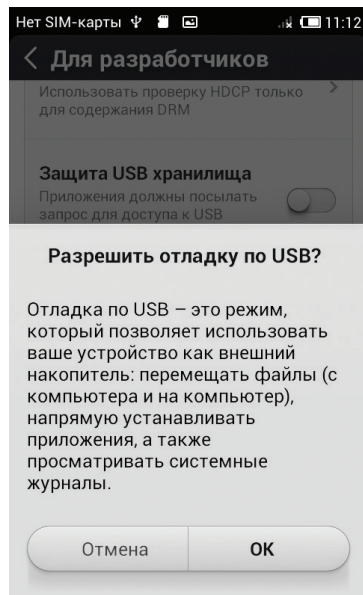 Нет SIM-карты 11:12
Для разработчиков
Использовать проверку HDCP только
для содержания DRM
Защита USB хранилища
Приложения должны посылать
запрос для доступа к USB
Разрешить отладку по USB?
Отладка по USB – это режим,
который позволяет использовать
ваше устройство как внешний
накопитель: перемещать файлы (с
компьютера и на компьютер),
напрямую устанавливать
приложения, а также
просматривать системные
журналы.
Отмена OK